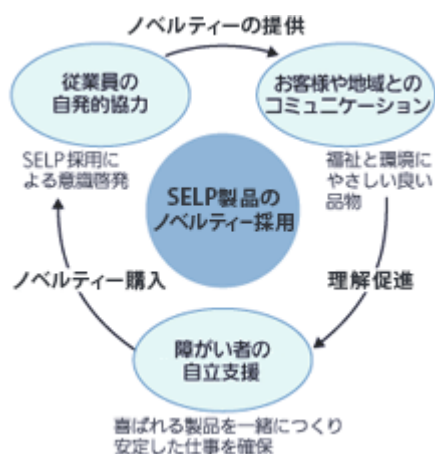 ノベルティーの提供
従業員の
自発的協力
お客様や地域との
コミュニケーション
SELP採用に
よる意識啓発
福祉と環境に
やさしい良い
品物
SELP製品の
ノベルティー採用
ノベルティー購入
理解促進
障がい者の
自立支援
喜ばれる製品を一緒につくり
安定した仕事を確保